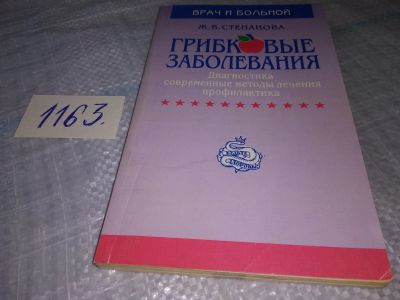 ВРАЧ И БОЛЬНОЙ
Ж.В.СТЕПАНОВА
ГРИБКОВЫЕ
ЗАБОЛЕВАНИЯ
Диагностика
современные методы лечения
профилактика
1163.